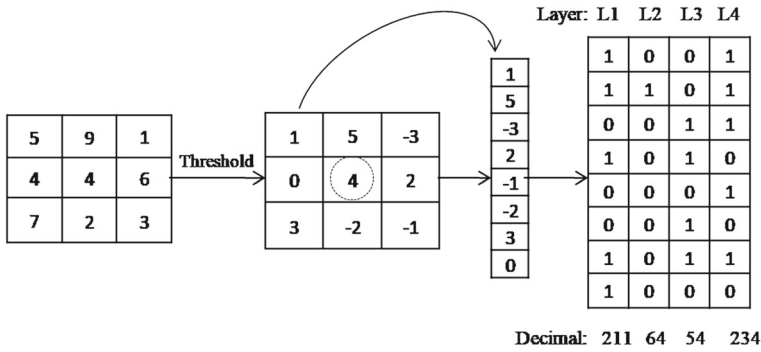 Layer: L1 L2 L3 L4
5 9 1
4 4 6
7 2 3
Threshold
1 5 -3
0 4 2
3 -2 -1
1
5
-3
2
-1
-2
3
0
1 0 0 1
1 1 0 1
0 0 1 1
1 0 1 0
0 0 0 1
0 0 1 0
1 0 1 1
1 0 0 0
Decimal: 211 64 54 234